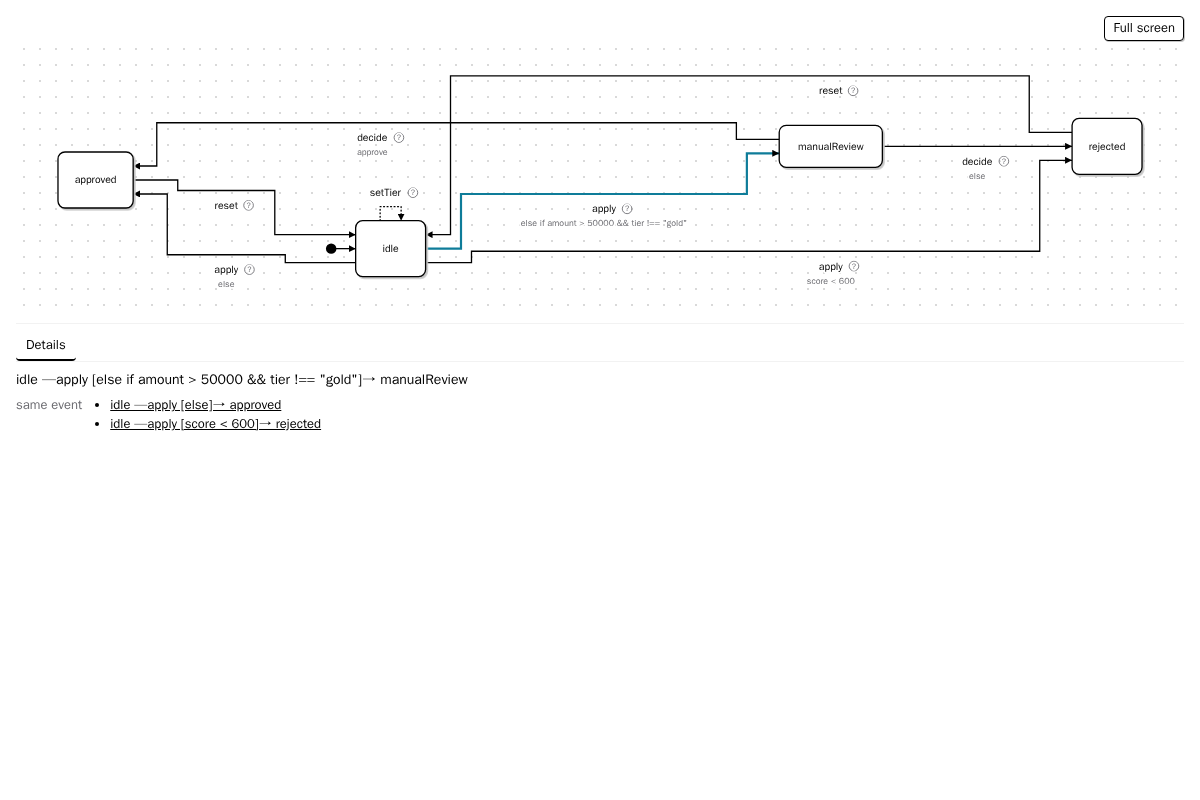 Full screen
reset ?
decide ?
approve
manualReview
rejected
decide ?
else
approved
setTier ?
reset ?
apply ?
else if amount > 50000 && tier !== "gold"
idle
apply ?
else
apply ?
score < 600
Details
idle —apply [else if amount > 50000 && tier !== "gold"]→ manualReview
same event
• idle —apply [else]→ approved
• idle —apply [score < 600]→ rejected